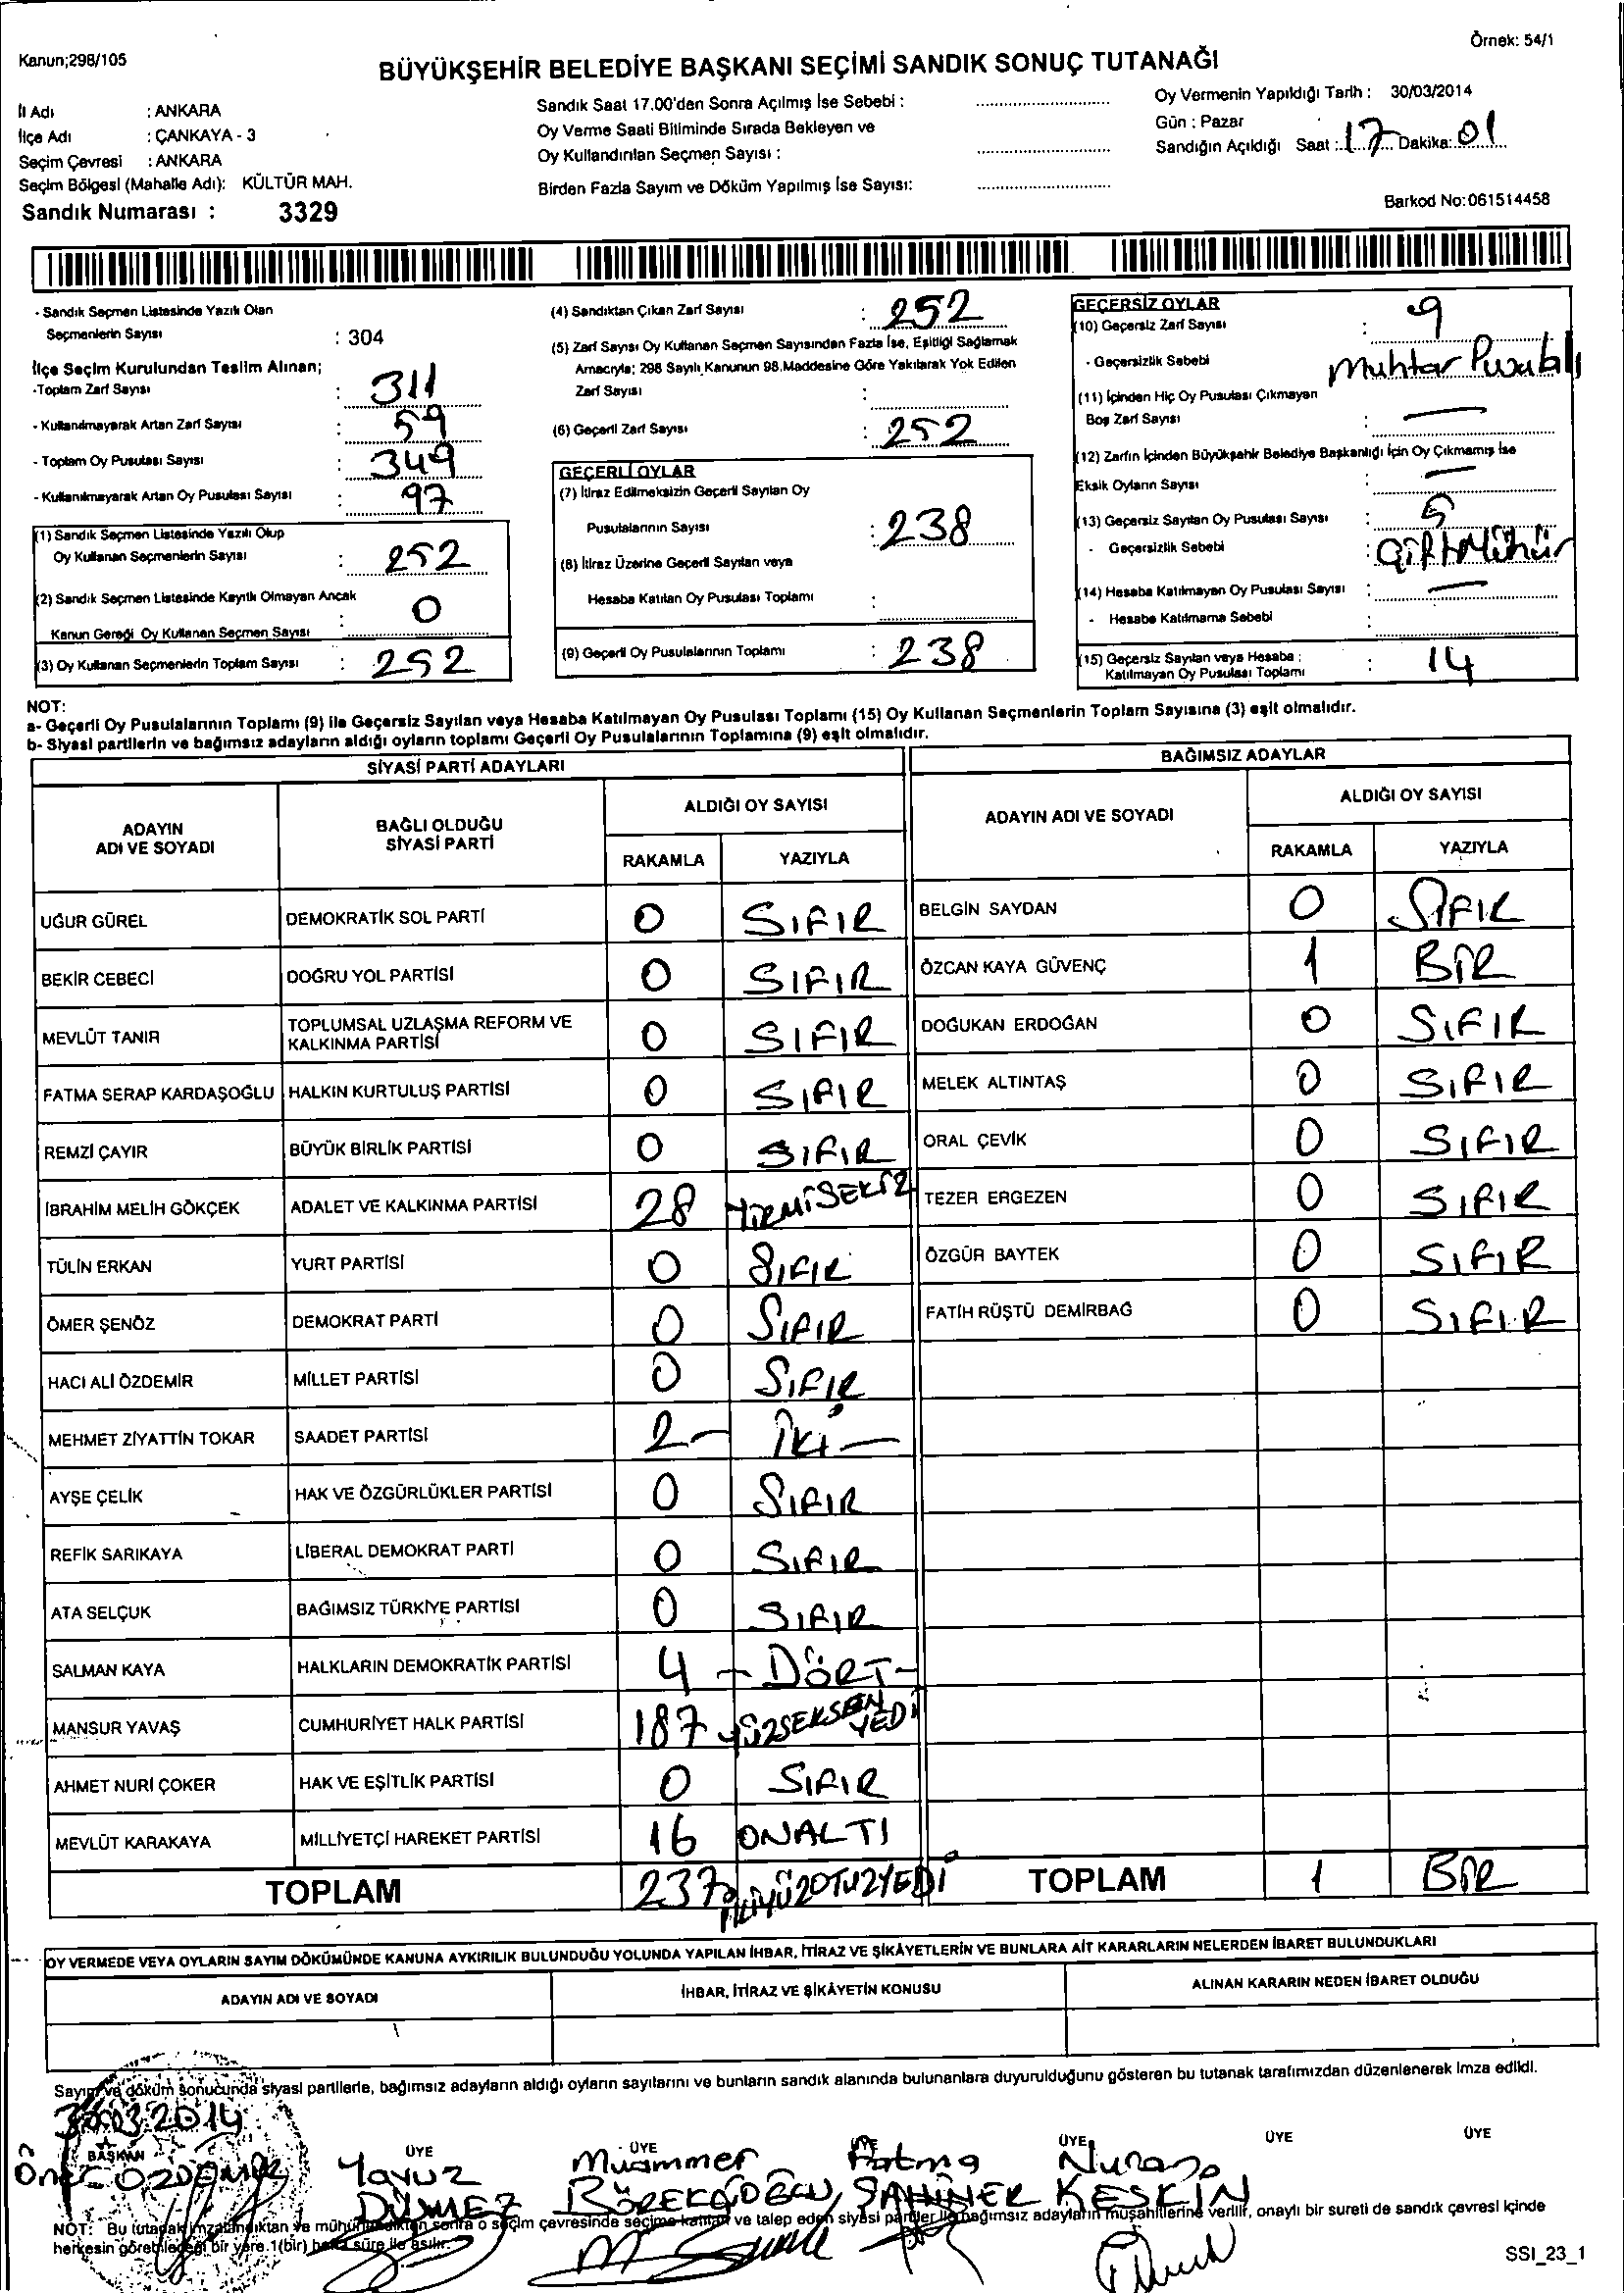 Kanun;298/105
Örnek: 54/1
BÜYÜKŞEHİR BELEDİYE BAŞKANI SEÇİMİ SANDIK SONUÇ TUTANAĞI
İl Adı : ANKARA
İlçe Adı : ÇANKAYA - 3
Seçim Çevresi : ANKARA
Seçim Bölgesi (Mahalle Adı): KÜLTÜR MAH.
Sandık Numarası : 3329
Sandık Saat 17.00'den Sonra Açılmış İse Sebebi :
Oy Verme Saati Bitiminde Sırada Bekleyen ve
Oy Kullandırılan Seçmen Sayısı :
Birden Fazla Sayım ve Döküm Yapılmış İse Sayısı:
Oy Vermenin Yapıldığı Tarih : 30/03/2014
Gün : Pazar
Sandığın Açıldığı Saat : 17 Dakika: 01
Barkod No:061514458
- Sandık Seçmen Listesinde Yazılı Olan
Seçmenlerin Sayısı : 304
İlçe Seçim Kurulundan Teslim Alınan;
-Toplam Zarf Sayısı : 311
- Kullanılmayarak Artan Zarf Sayısı : 59
- Toplam Oy Pusulası Sayısı : 349
- Kullanılmayarak Artan Oy Pusulası Sayısı : 97
(1) Sandık Seçmen Listesinde Yazılı Olup
Oy Kullanan Seçmenlerin Sayısı : 252
(2) Sandık Seçmen Listesinde Kayıtlı Olmayan Ancak
Kanun Gereği Oy Kullanan Seçmen Sayısı : 0
(3) Oy Kullanan Seçmenlerin Toplam Sayısı : 252
(4) Sandıktan Çıkan Zarf Sayısı : 252
(5) Zarf Sayısı Oy Kullanan Seçmen Sayısından Fazla İse, Eşitliği Sağlamak
Amacıyla; 298 Sayılı Kanunun 98.Maddesine Göre Yakılarak Yok Edilen
Zarf Sayısı :
(6) Geçerli Zarf Sayısı : 252
GEÇERLİ OYLAR
(7) İtiraz Edilmeksizin Geçerli Sayılan Oy
Pusulalarının Sayısı : 238
(8) İtiraz Üzerine Geçerli Sayılan veya
Hesaba Katılan Oy Pusulası Toplamı :
(9) Geçerli Oy Pusulalarının Toplamı : 238
GEÇERSİZ OYLAR
(10) Geçersiz Zarf Sayısı : 9
- Geçersizlik Sebebi Muhtar Pusulalı
(11) İçinden Hiç Oy Pusulası Çıkmayan
Boş Zarf Sayısı : —
(12) Zarfın İçinden Büyükşehir Belediye Başkanlığı İçin Oy Çıkmamış İse
Eksik Oyların Sayısı : —
(13) Geçersiz Sayılan Oy Pusulası Sayısı : 5
- Geçersizlik Sebebi : Çift Mühür
(14) Hesaba Katılmayan Oy Pusulası Sayısı : —
- Hesaba Katılmama Sebebi :
(15) Geçersiz Sayılan veya Hesaba :
Katılmayan Oy Pusulası Toplamı : 14
NOT:
a- Geçerli Oy Pusulalarının Toplamı (9) ile Geçersiz Sayılan veya Hesaba Katılmayan Oy Pusulası Toplamı (15) Oy Kullanan Seçmenlerin Toplam Sayısına (3) eşit olmalıdır.
b- Siyasi partilerin ve bağımsız adayların aldığı oyların toplamı Geçerli Oy Pusulalarının Toplamına (9) eşit olmalıdır.
SİYASİ PARTİ ADAYLARI
ADAYIN ADI VE SOYADI BAĞLI OLDUĞU SİYASİ PARTİ ALDIĞI OY SAYISI
RAKAMLA YAZIYLA
UĞUR GÜREL DEMOKRATİK SOL PARTİ 0 SIFIR
BEKİR CEBECİ DOĞRU YOL PARTİSİ 0 SIFIR
MEVLÜT TANIR TOPLUMSAL UZLAŞMA REFORM VE KALKINMA PARTİSİ 0 SIFIR
FATMA SERAP KARDAŞOĞLU HALKIN KURTULUŞ PARTİSİ 0 SIFIR
REMZİ ÇAYIR BÜYÜK BİRLİK PARTİSİ 0 SIFIR
İBRAHİM MELİH GÖKÇEK ADALET VE KALKINMA PARTİSİ 28 YİRMİSEKİZ
TÜLİN ERKAN YURT PARTİSİ 0 SIFIR
ÖMER ŞENÖZ DEMOKRAT PARTİ 0 SIFIR
HACI ALİ ÖZDEMİR MİLLET PARTİSİ 0 SIFIR
MEHMET ZİYATTİN TOKAR SAADET PARTİSİ 2 - İKİ -
AYŞE ÇELİK HAK VE ÖZGÜRLÜKLER PARTİSİ 0 SIFIR
REFİK SARIKAYA LİBERAL DEMOKRAT PARTİ 0 SIFIR
ATA SELÇUK BAĞIMSIZ TÜRKİYE PARTİSİ 0 SIFIR
SALMAN KAYA HALKLARIN DEMOKRATİK PARTİSİ 4 - DÖRT -
MANSUR YAVAŞ CUMHURİYET HALK PARTİSİ 187 YÜZSEKSEN YEDİ
AHMET NURİ ÇOKER HAK VE EŞİTLİK PARTİSİ 0 SIFIR
MEVLÜT KARAKAYA MİLLİYETÇİ HAREKET PARTİSİ 16 ONALTI
TOPLAM 237 İKİYÜZOTUZYEDİ
BAĞIMSIZ ADAYLAR
ADAYIN ADI VE SOYADI ALDIĞI OY SAYISI
RAKAMLA YAZIYLA
BELGİN SAYDAN 0 SIFIR
ÖZCAN KAYA GÜVENÇ 1 BİR
DOĞUKAN ERDOĞAN 0 SIFIR
MELEK ALTINTAŞ 0 SIFIR
ORAL ÇEVİK 0 SIFIR
TEZER ERGEZEN 0 SIFIR
ÖZGÜR BAYTEK 0 SIFIR
FATİH RÜŞTÜ DEMİRBAĞ 0 SIFIR
TOPLAM 1 BİR
OY VERMEDE VEYA OYLARIN SAYIM DÖKÜMÜNDE KANUNA AYKIRILIK BULUNDUĞU YOLUNDA YAPILAN İHBAR, İTİRAZ VE ŞİKÂYETLERİN VE BUNLARA AİT KARARLARIN NELERDEN İBARET BULUNDUKLARI
ADAYIN ADI VE SOYADI İHBAR, İTİRAZ VE ŞİKÂYETİN KONUSU ALINAN KARARIN NEDEN İBARET OLDUĞU
Sayım ve döküm sonucunda siyasi partilerle, bağımsız adayların aldığı oyların sayılarını ve bunların sandık alanında bulunanlara duyurulduğunu gösteren bu tutanak tarafımızdan düzenlenerek imza edildi.
30.03.2014
BAŞKAN ÜYE ÜYE ÜYE ÜYE ÜYE ÜYE
Öner ÖZDEMİR Yavuz DÜŞMEZ Muammer BÖREKÇİOĞLU Fatma ŞAHİNER Nuray KESKİN
NOT: Bu tutanak imzalandıktan ve mühürlendikten sonra o seçim çevresinde seçime katılan ve talep eden siyasi partiler ile bağımsız adayların müşahitlerine verilir, onaylı bir sureti de sandık çevresi içinde
herkesin görebileceği bir yere 1(bir) hafta süre ile asılır.
SSI_23_1